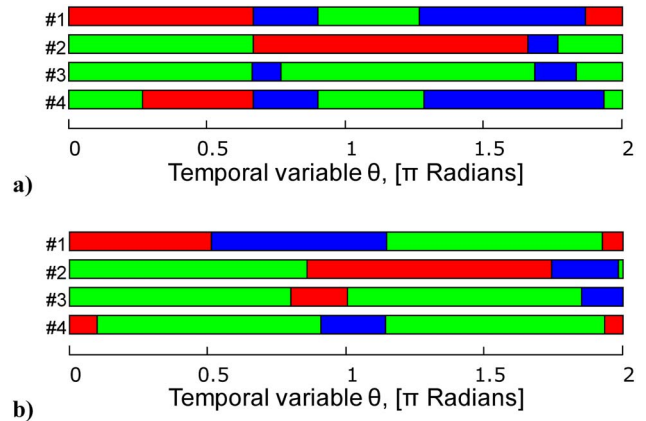 #1
#2
#3
#4
0 0.5 1 1.5 2
Temporal variable θ, [π Radians]
a)
#1
#2
#3
#4
0 0.5 1 1.5 2
Temporal variable θ, [π Radians]
b)